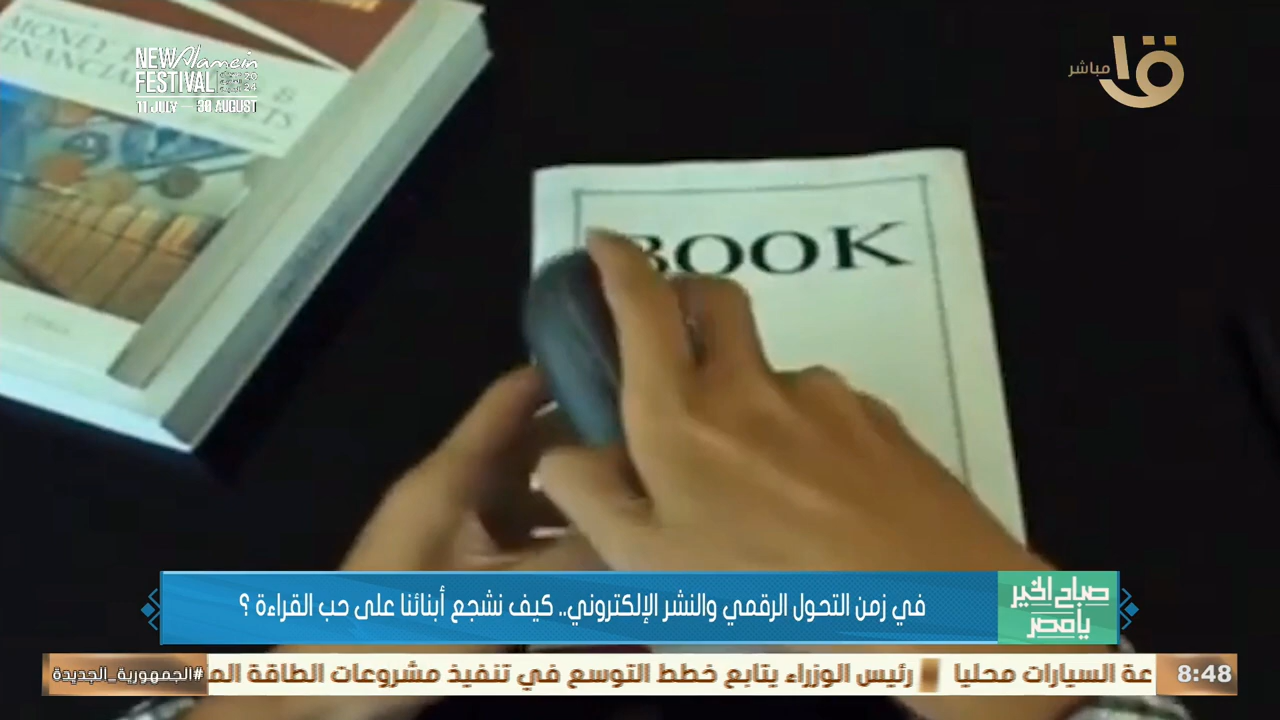 MONEY
FINANCIAL
&
NEW Alamein
FESTIVAL
11 JULY — 30 AUGUST
مباشر
BOOK
في زمن التحول الرقمي والنشر الإلكتروني.. كيف نشجع أبنائنا على حب القراءة ؟
صباح الخير
يا مصر
#الجمهورية_الجديدة
عة السيارات محليا
رئيس الوزراء يتابع خطط التوسع في تنفيذ مشروعات الطاقة الم
8:48